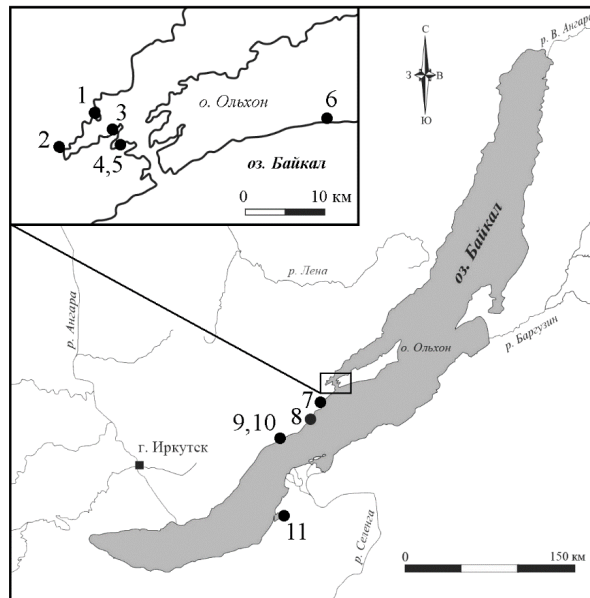 1
3
2
4,5
о. Ольхон
6
оз. Байкал
0 10 км
С
З В
Ю
р. В. Ангара
оз. Байкал
р. Лена
р. Ангара
р. Баргузин
о. Ольхон
7
8
9,10
г. Иркутск
11
р. Селенга
0 150 км